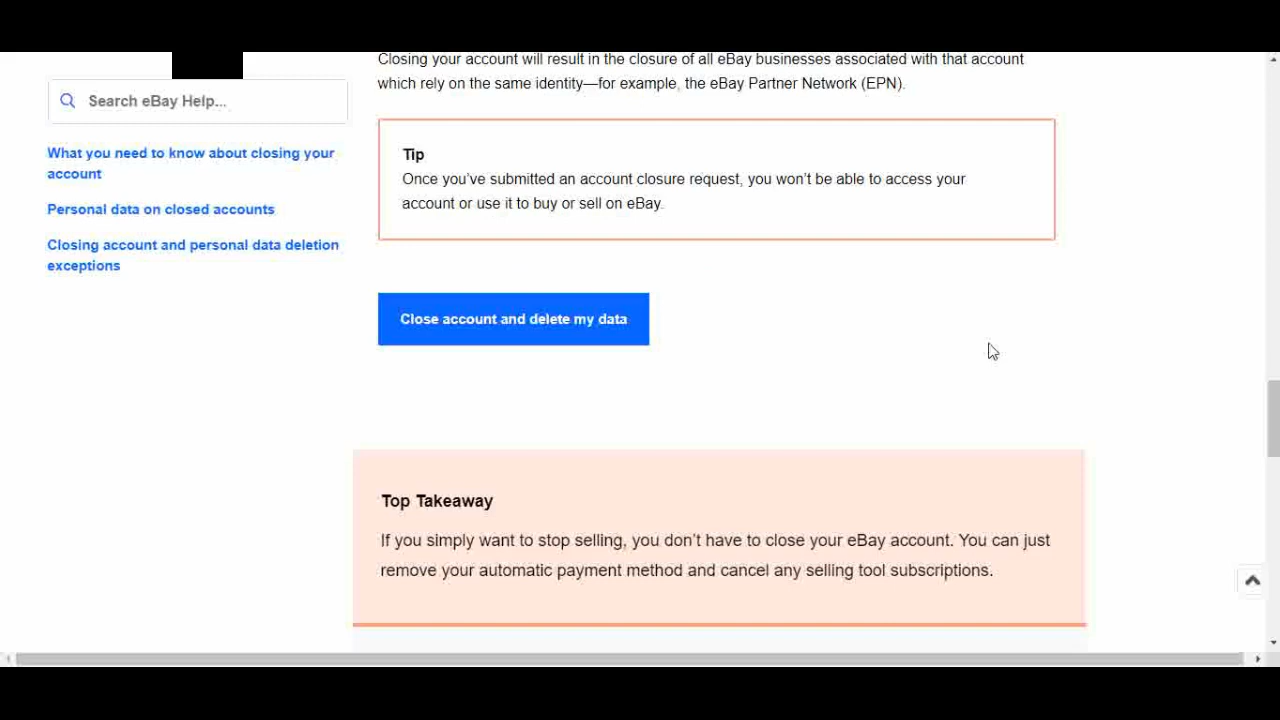 Closing your account will result in the closure of all eBay businesses associated with that account
which rely on the same identity—for example, the eBay Partner Network (EPN).
Search eBay Help...
What you need to know about closing your
account
Personal data on closed accounts
Closing account and personal data deletion
exceptions
Tip
Once you’ve submitted an account closure request, you won’t be able to access your
account or use it to buy or sell on eBay.
Close account and delete my data
Top Takeaway
If you simply want to stop selling, you don’t have to close your eBay account. You can just
remove your automatic payment method and cancel any selling tool subscriptions.